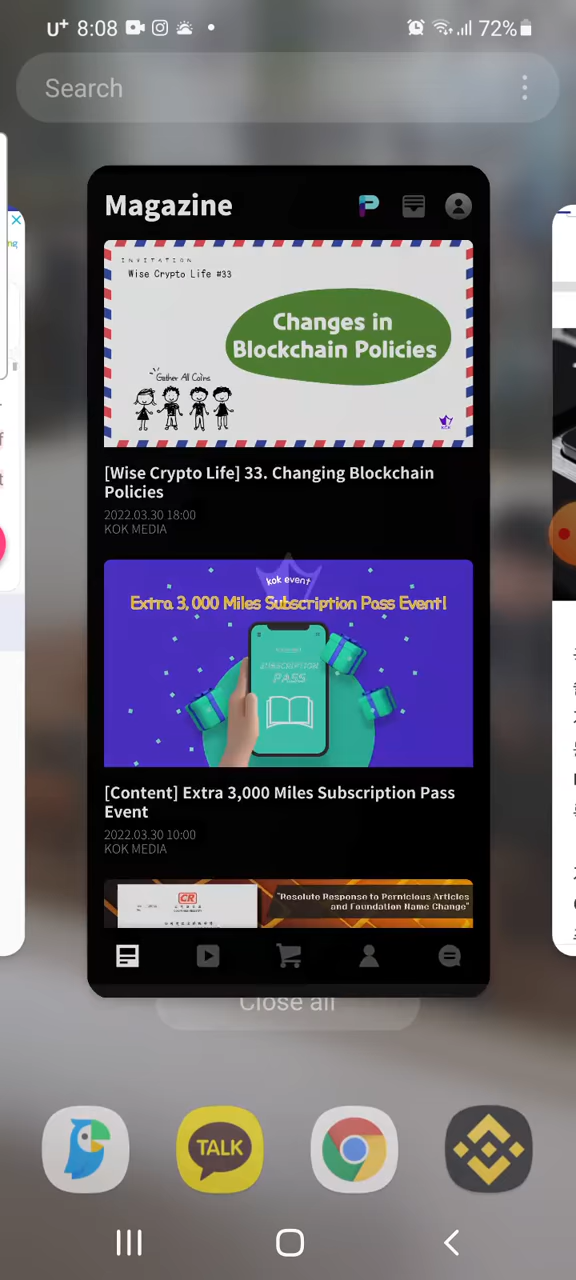 U+ 8:08 72%
Search
Magazine
INVITATION
Wise Crypto Life #33
Changes in
Blockchain Policies
Gather All Coins
[Wise Crypto Life] 33. Changing Blockchain
Policies
2022.03.30 18:00
KOK MEDIA
kok event
Extra 3,000 Miles Subscription Pass Event!
SUBSCRIPTION
PASS
[Content] Extra 3,000 Miles Subscription Pass
Event
2022.03.30 10:00
KOK MEDIA
CR
"Resolute Response to Pernicious Articles
and Foundation Name Change"
Close all
TALK